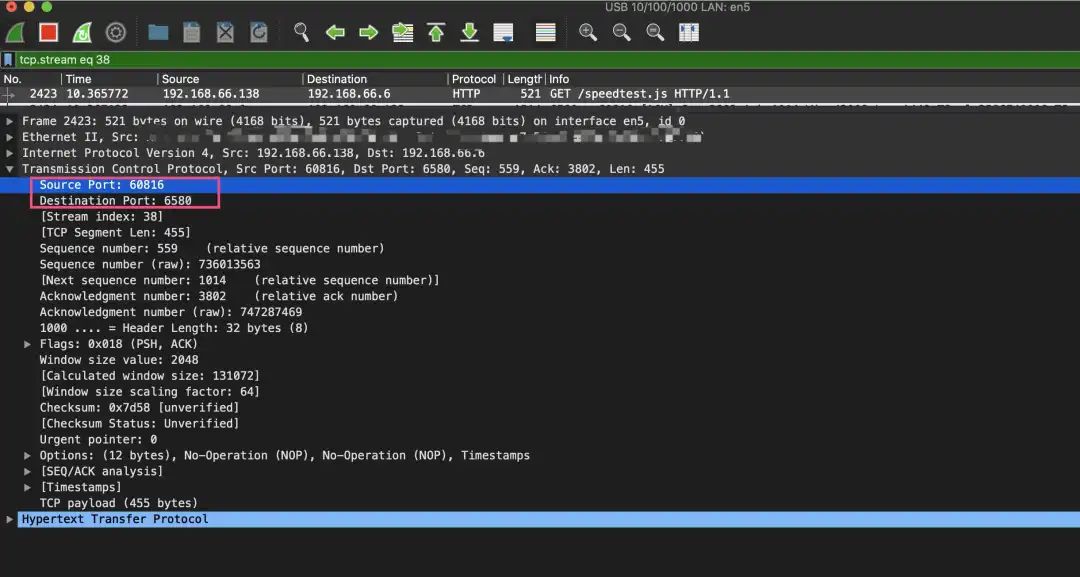 USB 10/100/1000 LAN: en5
tcp.stream eq 38
No. Time Source Destination Protocol Length Info
2423 10.365772 192.168.66.138 192.168.66.6 HTTP 521 GET /speedtest.js HTTP/1.1
Frame 2423: 521 bytes on wire (4168 bits), 521 bytes captured (4168 bits) on interface en5, id 0
Ethernet II, Src:
Internet Protocol Version 4, Src: 192.168.66.138, Dst: 192.168.66.6
Transmission Control Protocol, Src Port: 60816, Dst Port: 6580, Seq: 559, Ack: 3802, Len: 455
Source Port: 60816
Destination Port: 6580
[Stream index: 38]
[TCP Segment Len: 455]
Sequence number: 559 (relative sequence number)
Sequence number (raw): 736013563
[Next sequence number: 1014 (relative sequence number)]
Acknowledgment number: 3802 (relative ack number)
Acknowledgment number (raw): 747287469
1000 .... = Header Length: 32 bytes (8)
Flags: 0x018 (PSH, ACK)
Window size value: 2048
[Calculated window size: 131072]
[Window size scaling factor: 64]
Checksum: 0x7d58 [unverified]
[Checksum Status: Unverified]
Urgent pointer: 0
Options: (12 bytes), No-Operation (NOP), No-Operation (NOP), Timestamps
[SEQ/ACK analysis]
[Timestamps]
TCP payload (455 bytes)
Hypertext Transfer Protocol